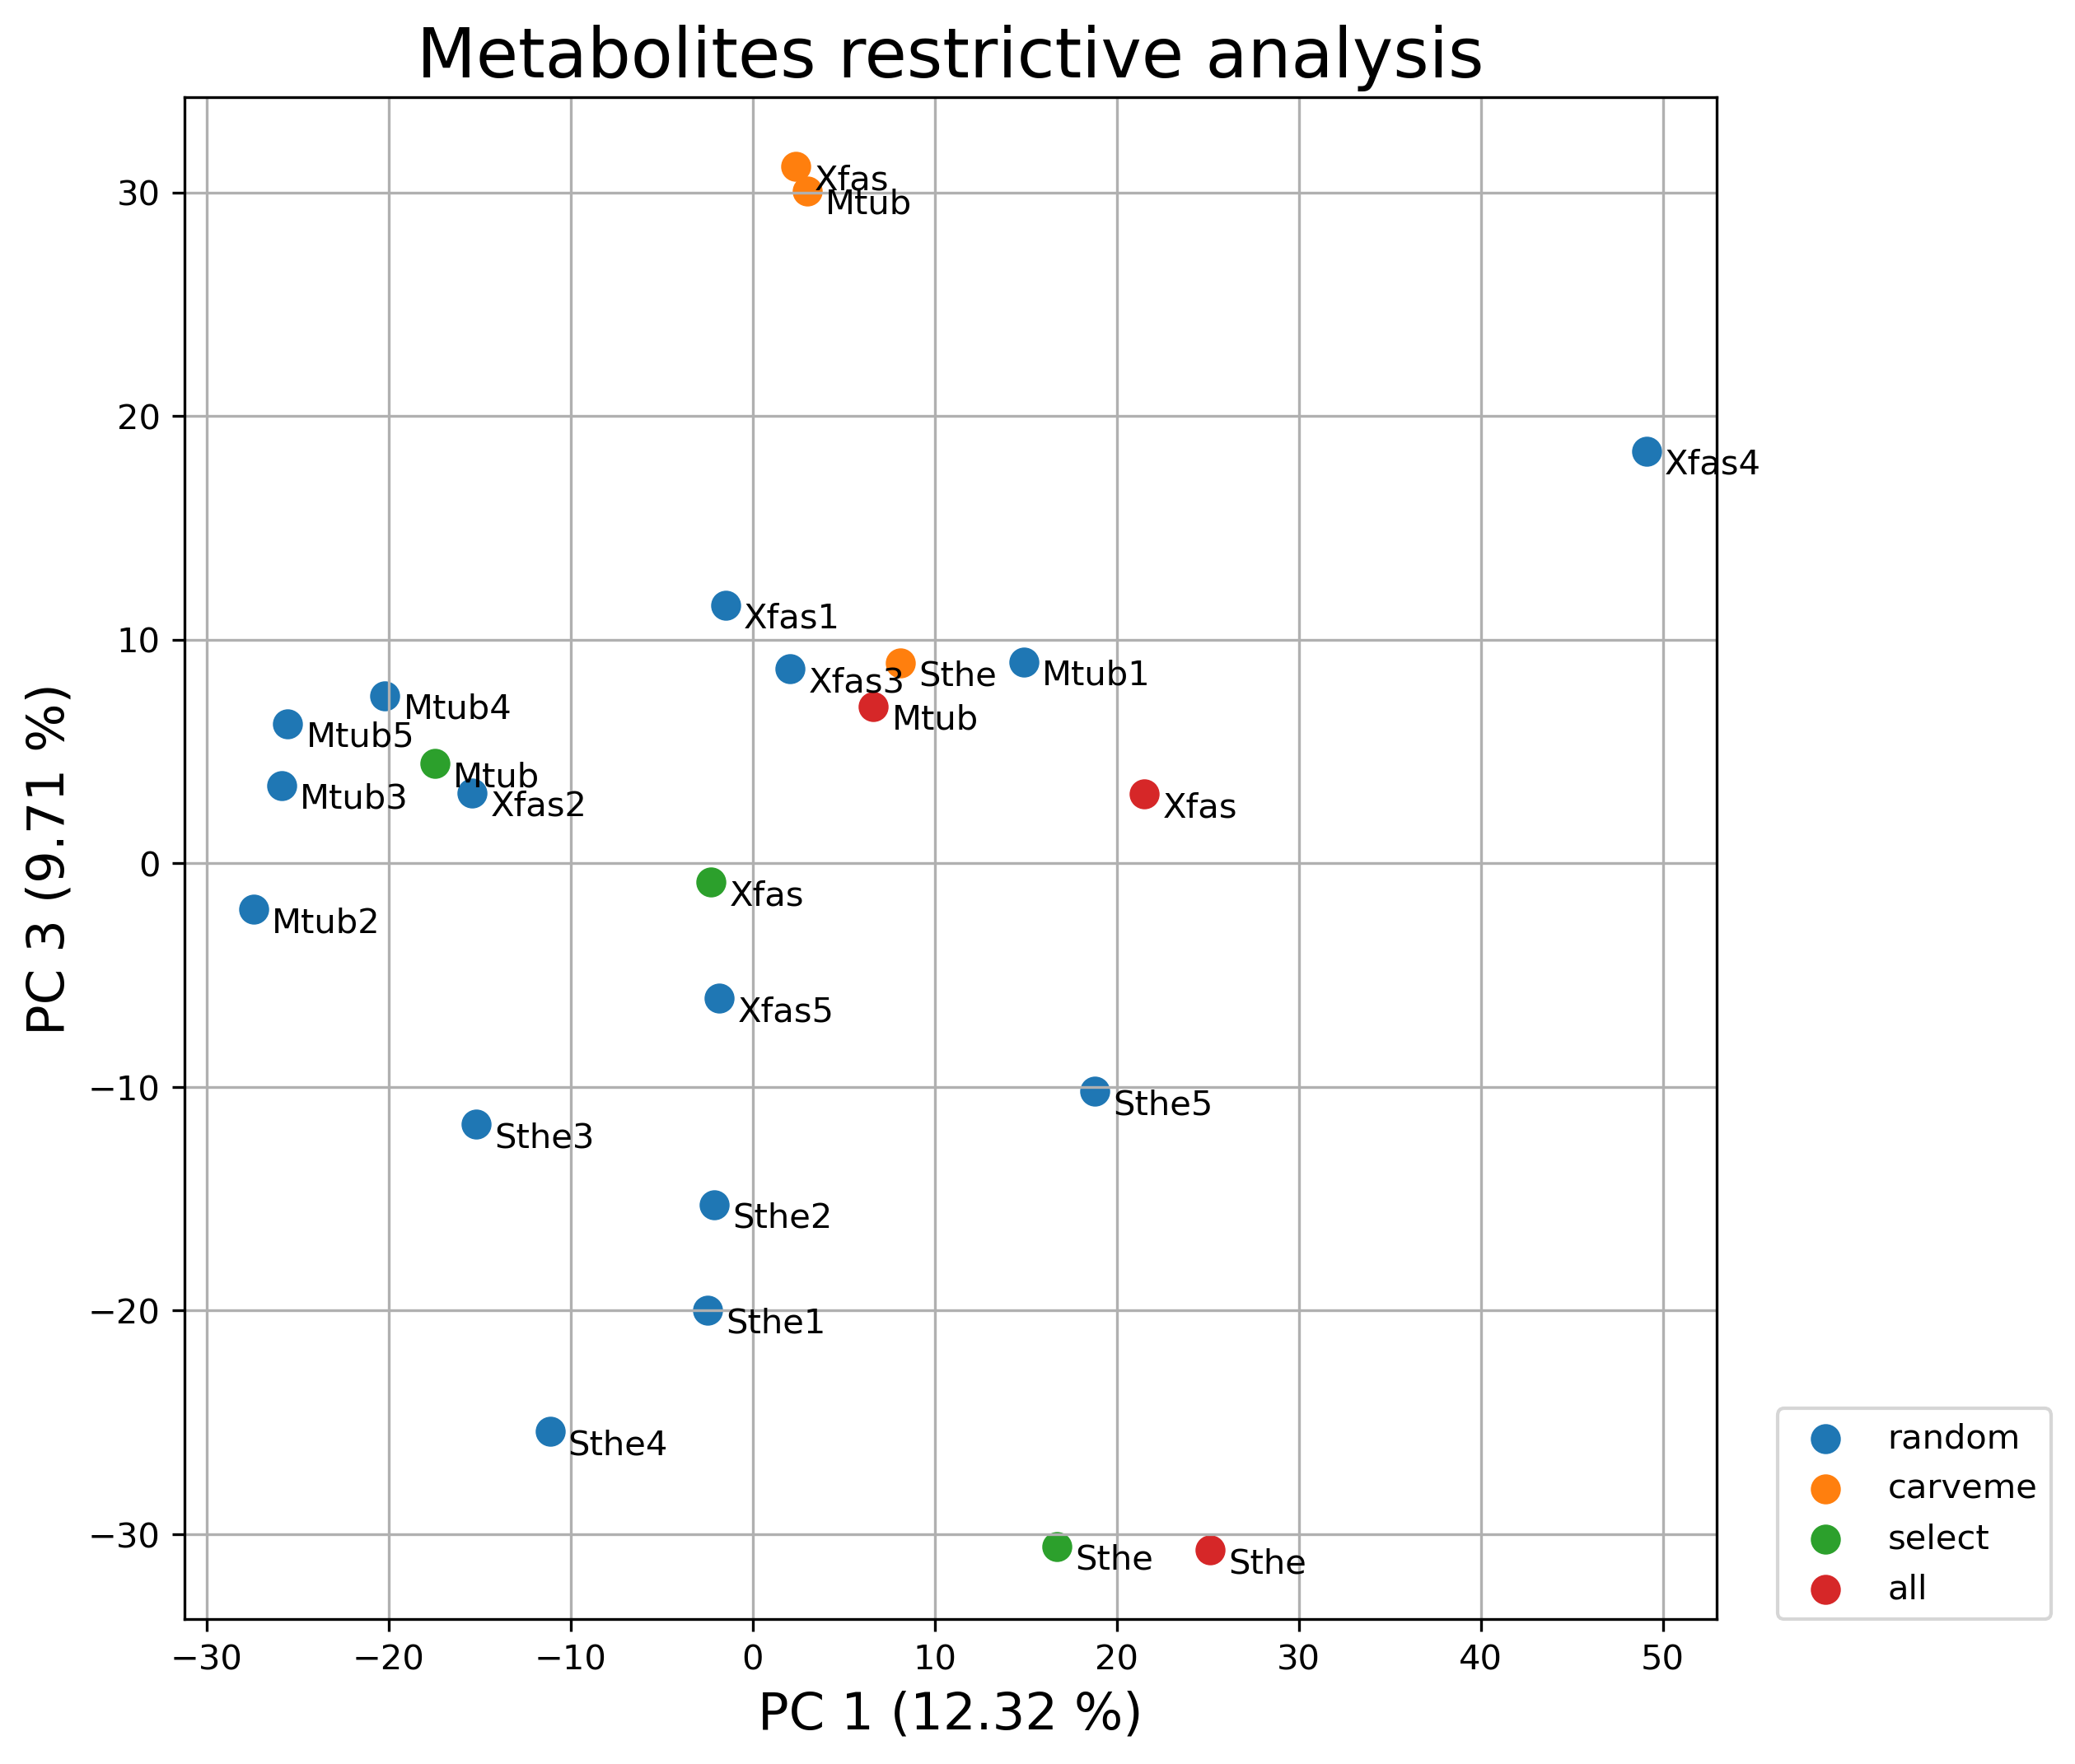 Metabolites restrictive analysis
PC 3 (9.71 %)
30
20
10
0
−10
−20
−30
Xfas
Mtub
Xfas4
Xfas1
Xfas3
Sthe
Mtub1
Mtub4
Mtub
Mtub5
Mtub
Mtub3
Xfas2
Xfas
Xfas
Mtub2
Xfas5
Sthe5
Sthe3
Sthe2
Sthe1
Sthe4
Sthe
Sthe
−30
−20
−10
0
10
20
30
40
50
PC 1 (12.32 %)
random
carveme
select
all